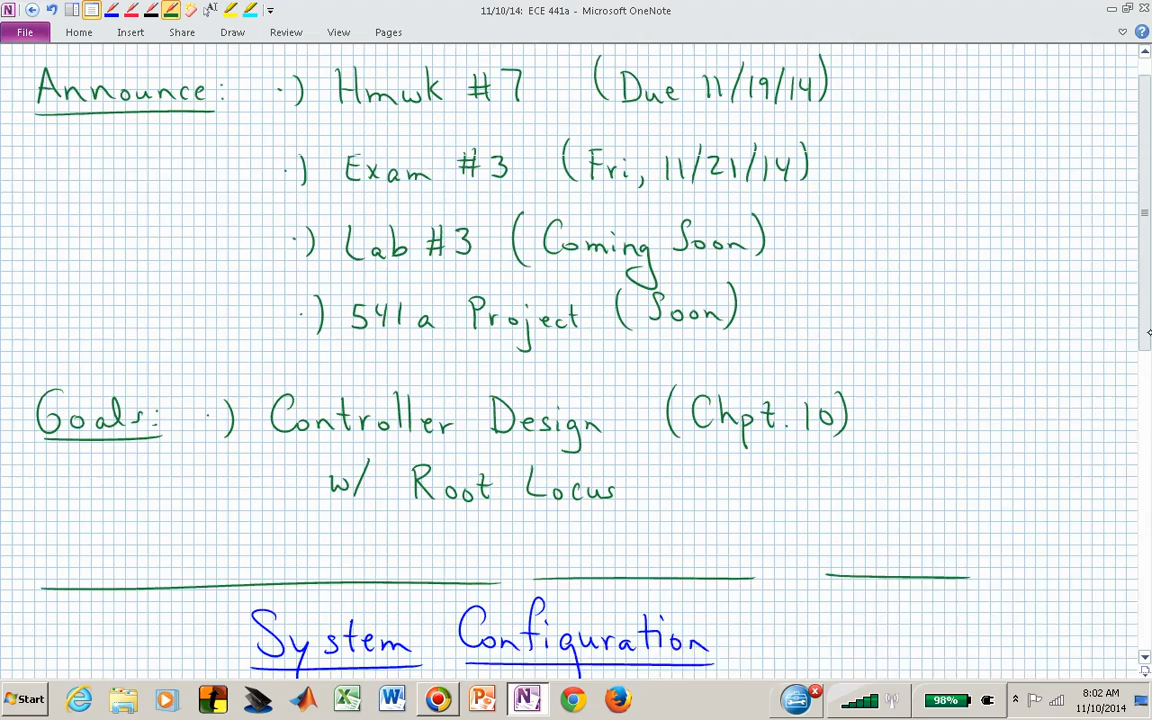 11/10/14: ECE 441a - Microsoft OneNote
File Home Insert Share Draw Review View Pages
Announce: ·) Hmwk #7 (Due 11/19/14)
·) Exam #3 (Fri, 11/21/14)
·) Lab #3 (Coming Soon)
·) 541a Project (Soon)
Goals: ·) Controller Design (Chpt. 10)
w/ Root Locus
System Configuration
Start
98%
8:02 AM
11/10/2014